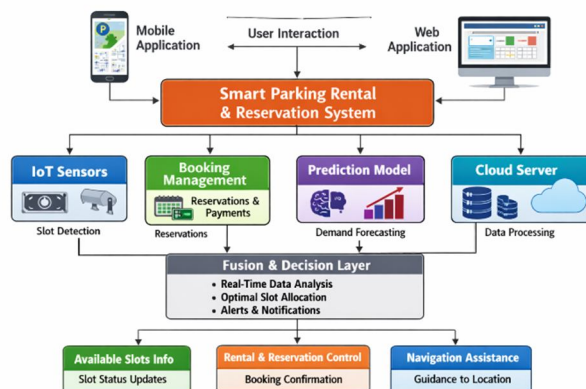 Mobile
Application
User Interaction
Web
Application
Smart Parking Rental
& Reservation System
IoT Sensors
Booking
Management
Prediction Model
Cloud Server
Reservations &
Payments
Slot Detection
Reservations
Demand Forecasting
Data Processing
Fusion & Decision Layer
• Real-Time Data Analysis
• Optimal Slot Allocation
• Alerts & Notifications
Available Slots Info
Rental & Reservation Control
Navigation Assistance
Slot Status Updates
Booking Confirmation
Guidance to Location